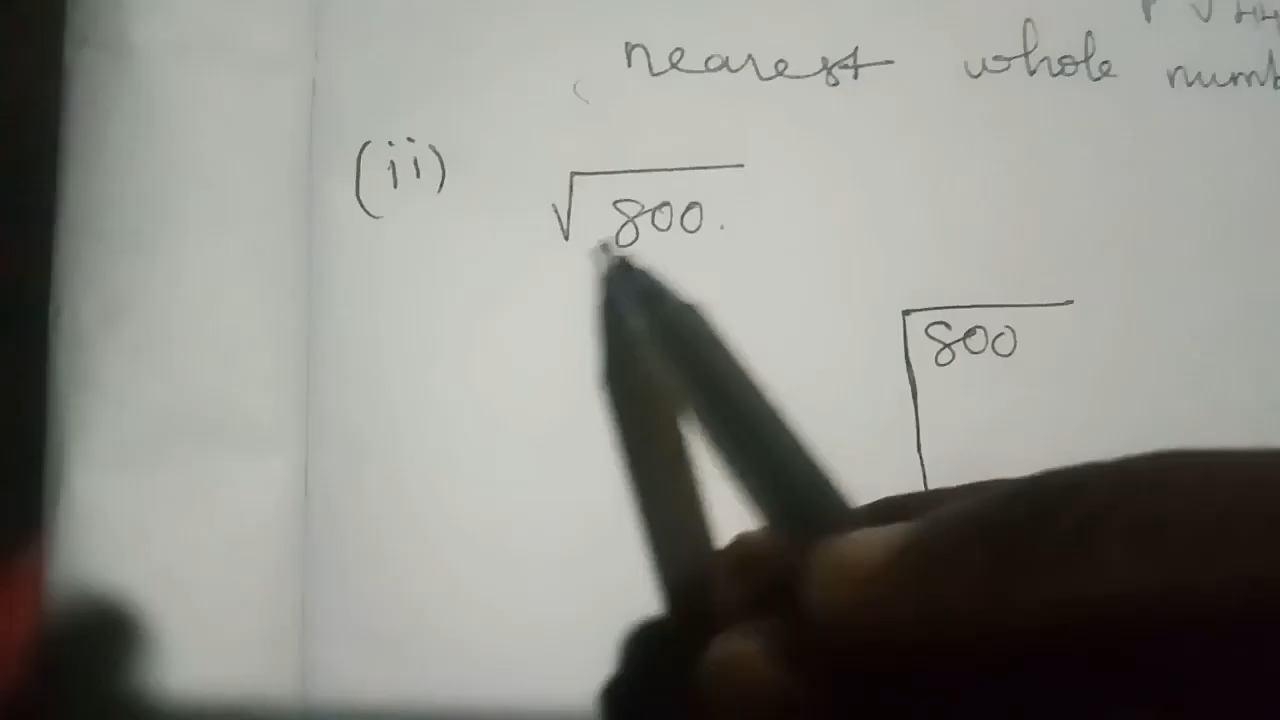 nearest whole
(ii) √800.
800